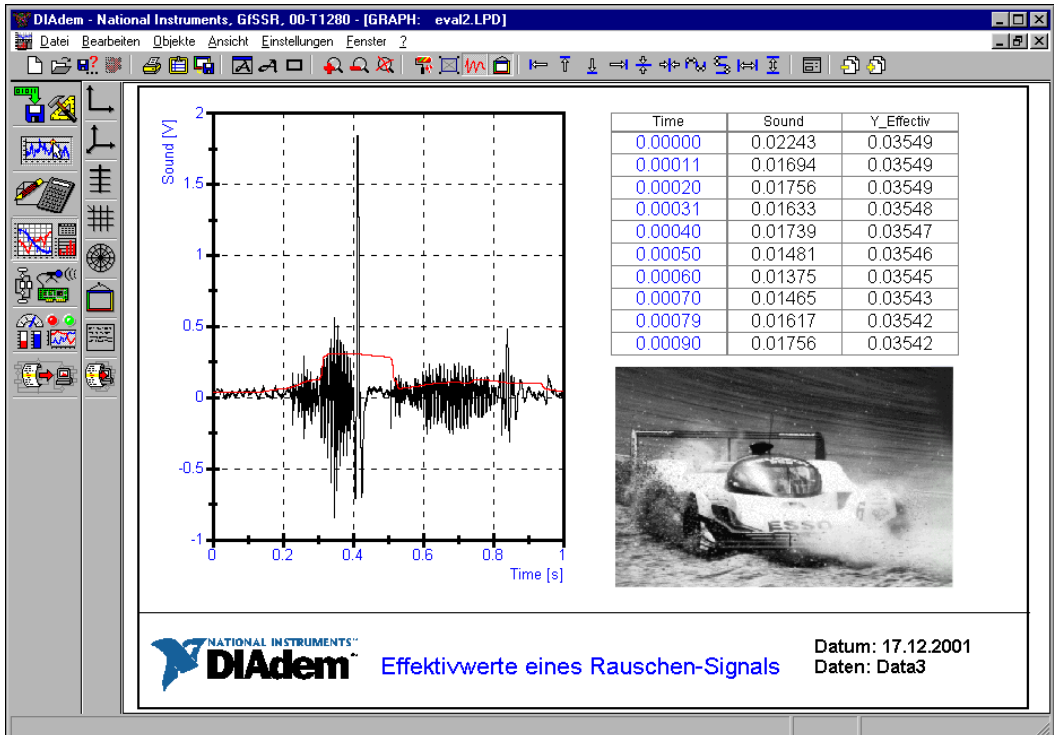 DIAdem - National Instruments, GfSSR, 00-T1280 - [GRAPH:   eval2.LPD]
Datei Bearbeiten Objekte Ansicht Einstellungen Fenster ?
Time Sound Y_Effectiv
0.00000 0.02243 0.03549
0.00011 0.01694 0.03549
0.00020 0.01756 0.03549
0.00031 0.01633 0.03548
0.00040 0.01739 0.03547
0.00050 0.01481 0.03546
0.00060 0.01375 0.03545
0.00070 0.01465 0.03543
0.00079 0.01617 0.03542
0.00090 0.01756 0.03542
Sound [V]
2
1.5
1
0.5
0
-0.5
-1
0 0.2 0.4 0.6 0.8 1
Time [s]
ESSO
NATIONAL INSTRUMENTS™
DIAdem™
Effektivwerte eines Rauschen-Signals
Datum: 17.12.2001
Daten: Data3